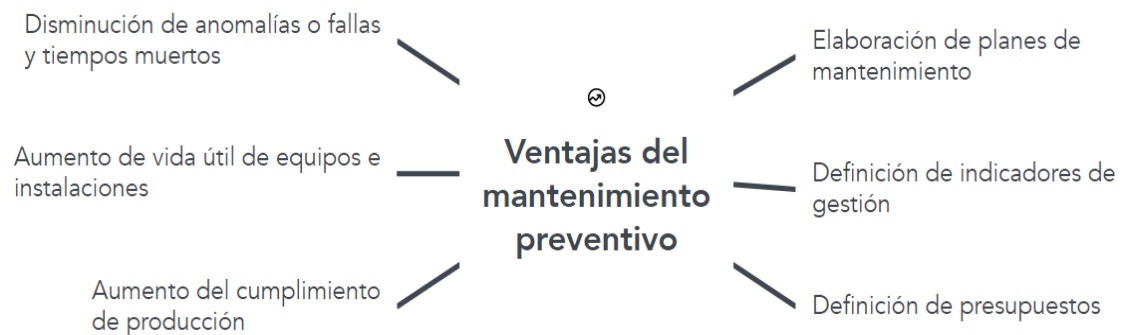 Disminución de anomalías o fallas
y tiempos muertos
Aumento de vida útil de equipos e
instalaciones
Aumento del cumplimiento
de producción
Ventajas del
mantenimiento
preventivo
Elaboración de planes de
mantenimiento
Definición de indicadores de
gestión
Definición de presupuestos